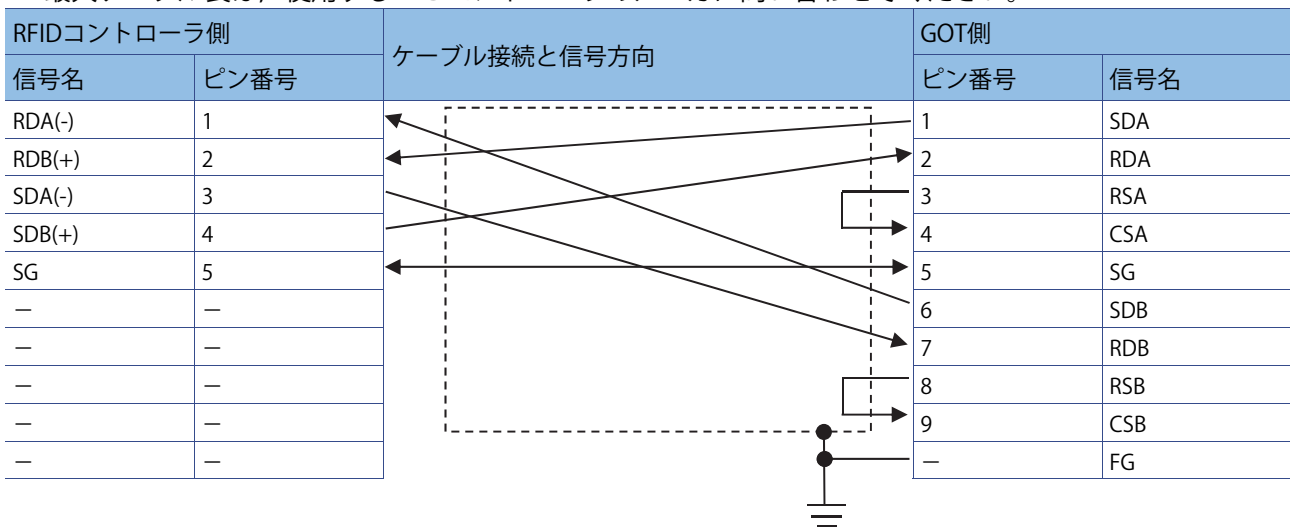 RFIDコントローラ側 ケーブル接続と信号方向 GOT側
信号名 ピン番号 ピン番号 信号名
RDA(-) 1 1 SDA
RDB(+) 2 2 RDA
SDA(-) 3 3 RSA
SDB(+) 4 4 CSA
SG 5 5 SG
— — 6 SDB
— — 7 RDB
— — 8 RSB
— — 9 CSB
— — — FG